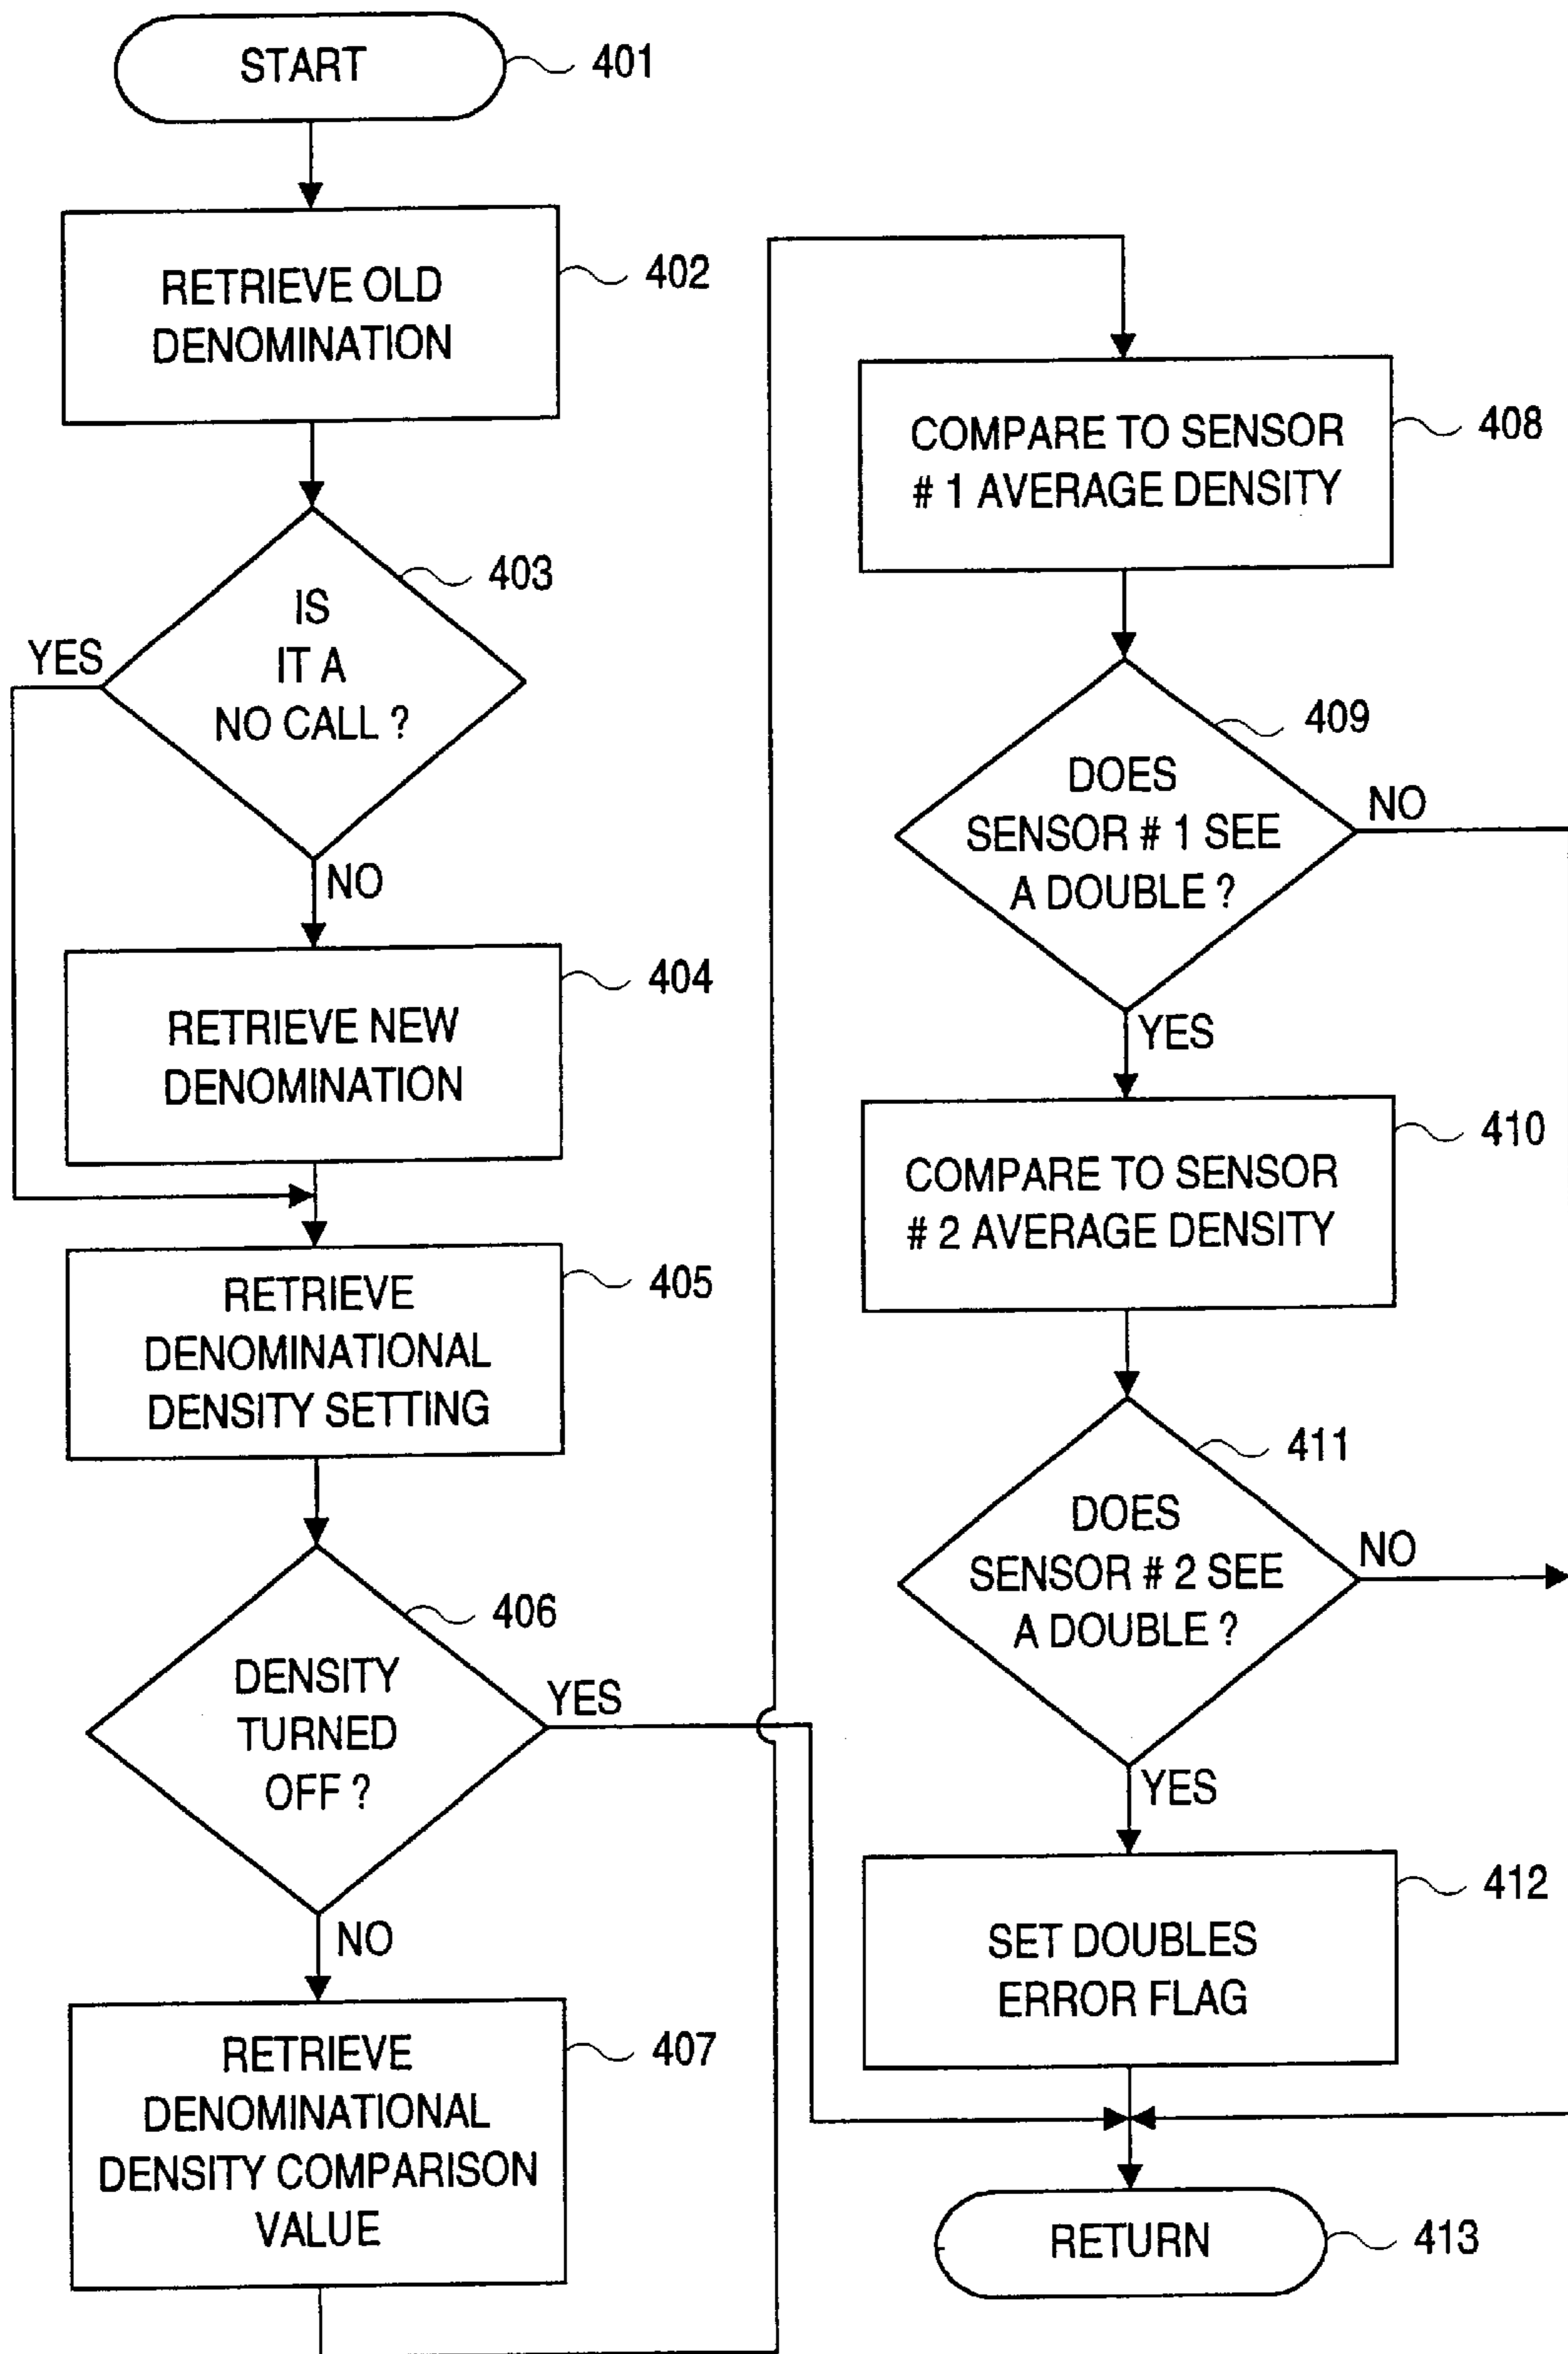 START
401
RETRIEVE OLD
DENOMINATION
402
IS
IT A
NO CALL ?
403
YES
NO
RETRIEVE NEW
DENOMINATION
404
RETRIEVE
DENOMINATIONAL
DENSITY SETTING
405
DENSITY
TURNED
OFF ?
406
YES
NO
RETRIEVE
DENOMINATIONAL
DENSITY COMPARISON
VALUE
407
COMPARE TO SENSOR
# 1 AVERAGE DENSITY
408
DOES
SENSOR # 1 SEE
A DOUBLE ?
409
NO
YES
COMPARE TO SENSOR
# 2 AVERAGE DENSITY
410
DOES
SENSOR # 2 SEE
A DOUBLE ?
411
NO
YES
SET DOUBLES
ERROR FLAG
412
RETURN
413